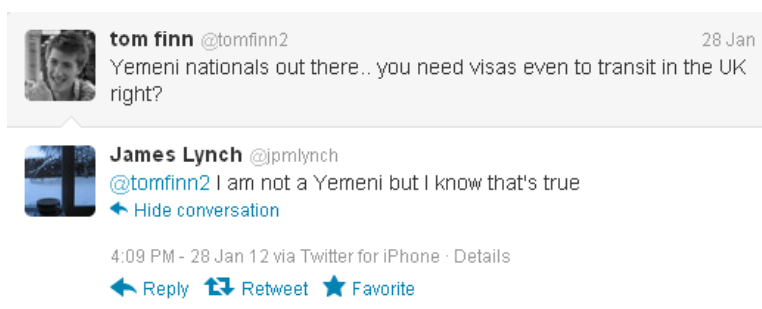 tom finn @tomfinn2 28 Jan
Yemeni nationals out there.. you need visas even to transit in the UK
right?
James Lynch @jpmlynch
@tomfinn2 I am not a Yemeni but I know that's true
Hide conversation
4:09 PM - 28 Jan 12 via Twitter for iPhone · Details
Reply Retweet Favorite